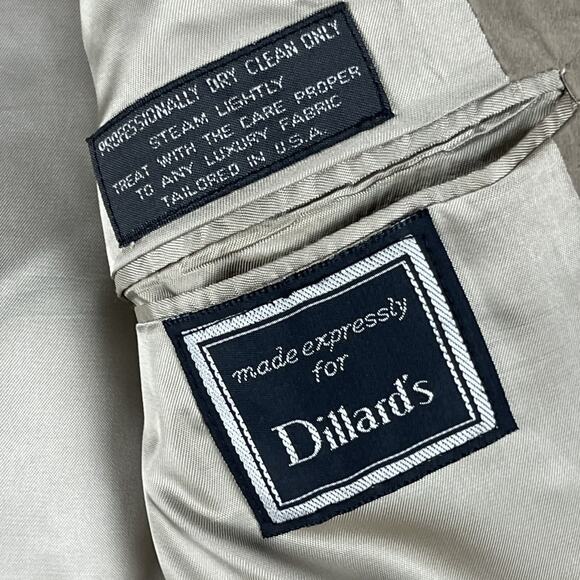 PROFESSIONALLY DRY CLEAN ONLY
STEAM LIGHTLY
TREAT WITH THE CARE PROPER
TO ANY LUXURY FABRIC
TAILORED IN U.S.A.
made expressly
for
Dillard's